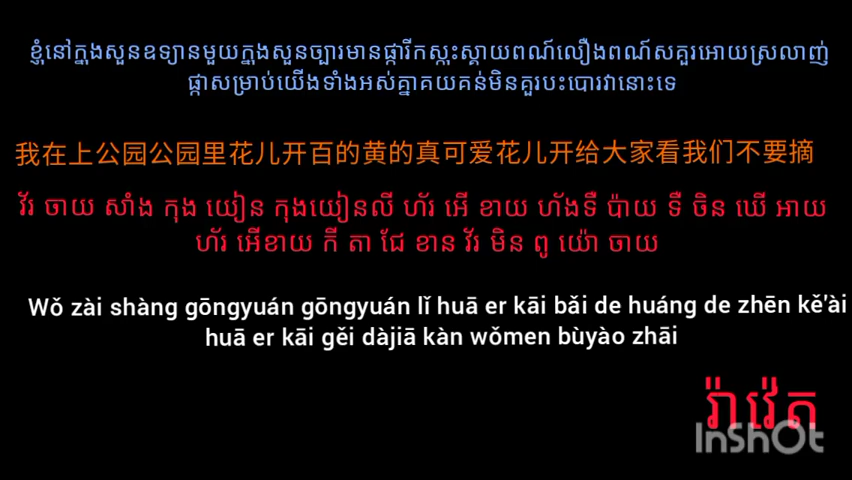 ខ្ញុំនៅក្នុងសួនឧទ្យានមួយក្នុងសួនច្បារមានផ្ការីកស្កុះស្គាយពណ៍លឿងពណ៍សគួរអោយស្រលាញ់
ផ្កាសម្រាប់យើងទាំងអស់គ្នាគយគន់មិនគួរបះបោរវានោះទេ
我在上公园公园里花儿开百的黄的真可爱花儿开给大家看我们不要摘
វ័រ ចាយ សាំង កុង យៀន កុងយៀនលី ហ័រ អើ ខាយ ហ័ងទឺ ប៉ាយ ទឺ ចិន ឃើ អាយ
ហ័រ អើខាយ កី តា ជែ ខាន វ័រ មិន ពូ យ៉ោ ចាយ
Wǒ zài shàng gōngyuán gōngyuán lǐ huā er kāi bǎi de huáng de zhēn kě'ài
huā er kāi gěi dàjiā kàn wǒmen bùyào zhāi
រ៉ាវ៉េត
InShOt